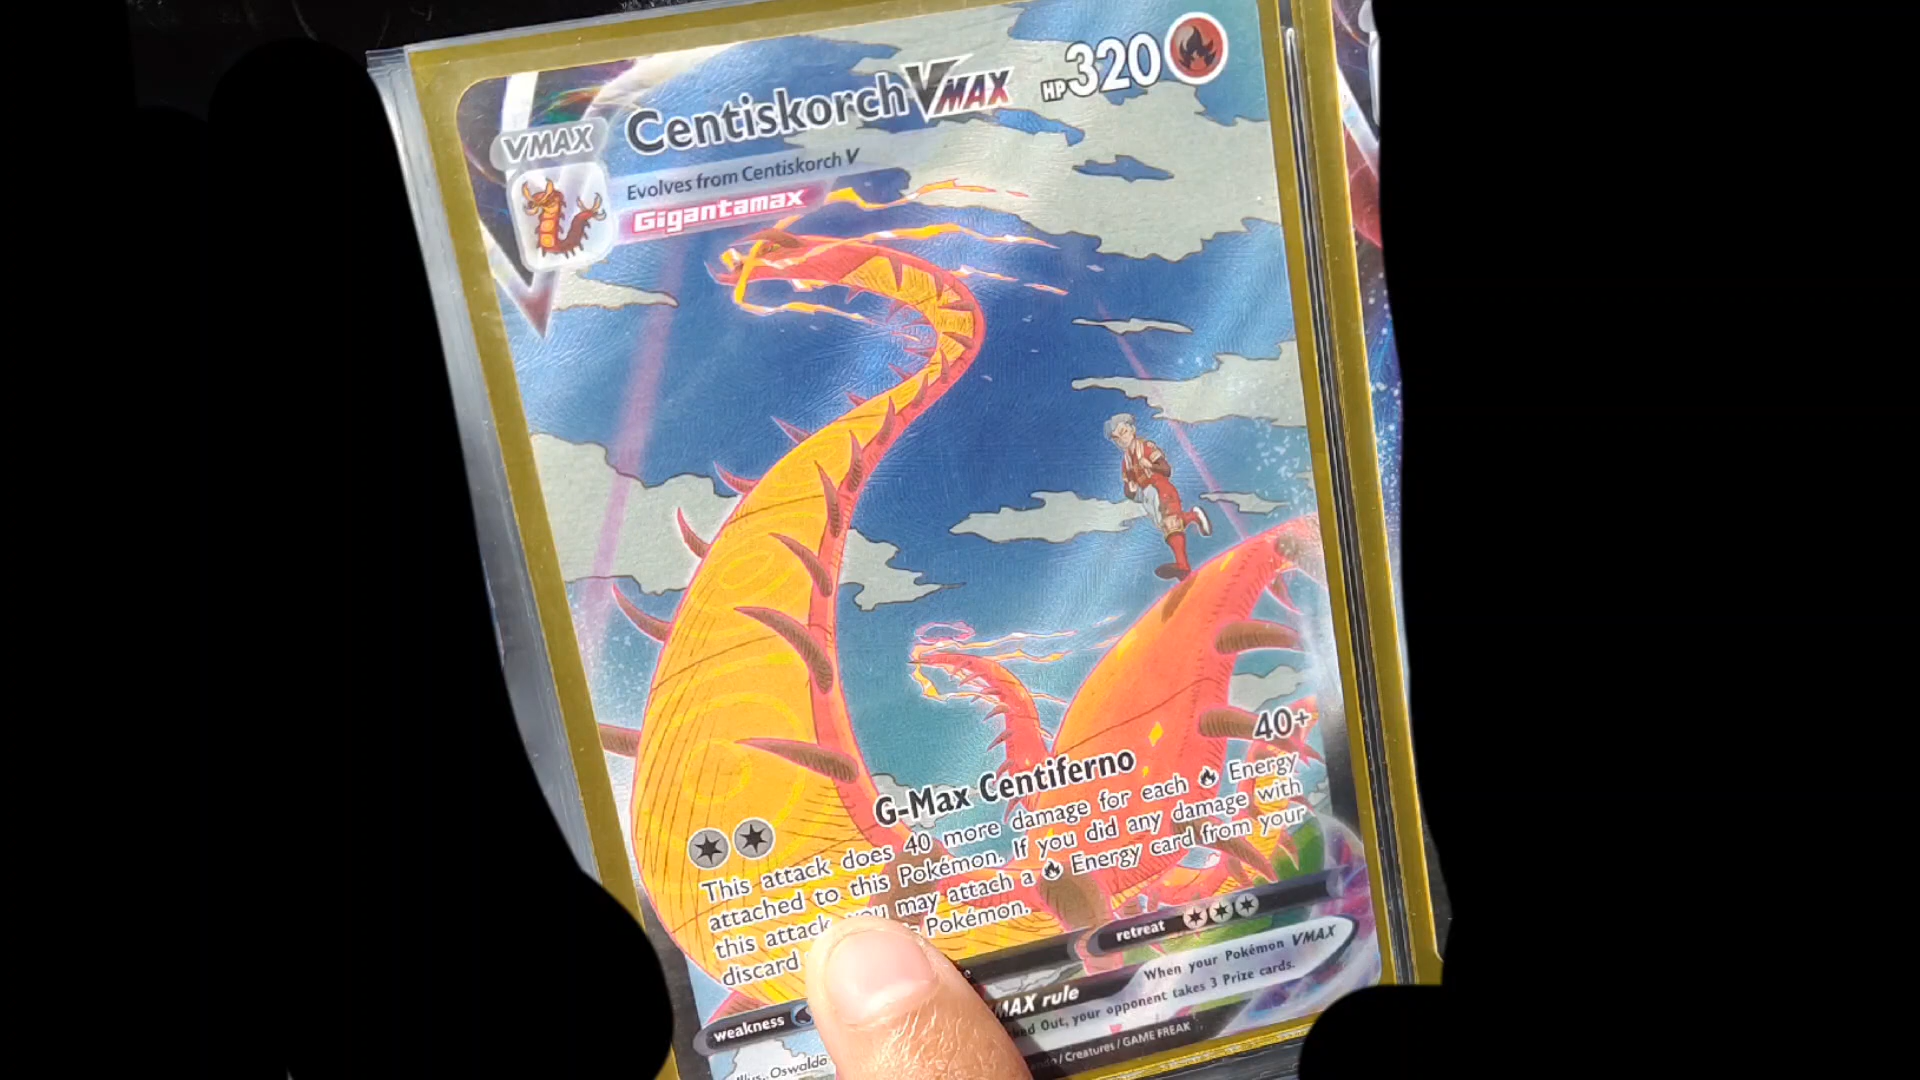 VMAX
Centiskorch VMAX
HP 320
Evolves from Centiskorch V
Gigantamax
G-Max Centiferno
40+
This attack does 40 more damage for each Energy
attached to this Pokémon. If you did any damage with
this attack, you may attach a Energy card from your
discard Pokémon.
retreat
weakness
When your Pokémon VMAX
MAX rule
Out, your opponent takes 3 Prize cards.
Illus. Oswaldo
/ Creatures / GAME FREAK